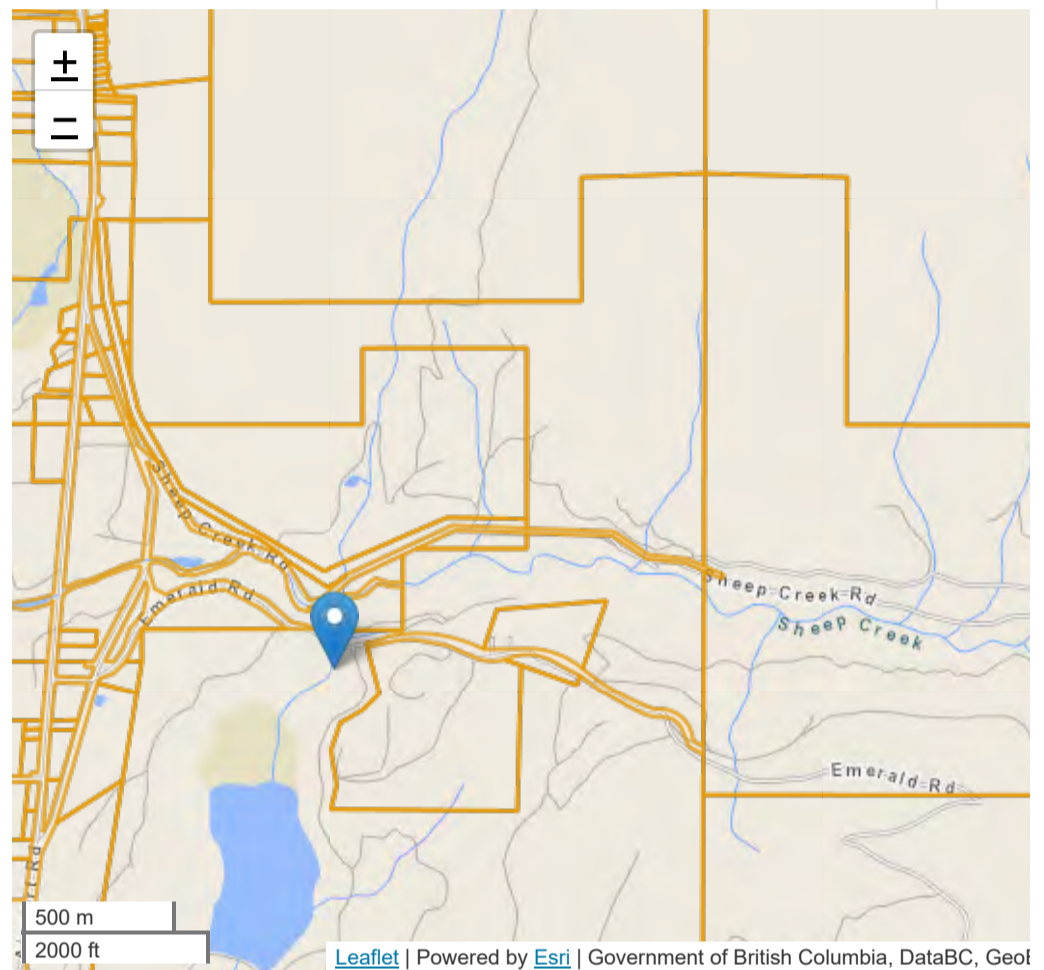 +
−
Sheep Creek Rd
Emerald Rd
Sheep Creek Rd
Sheep Creek
Emerald Rd
500 m
2000 ft
Leaflet | Powered by Esri | Government of British Columbia, DataBC, GeoB